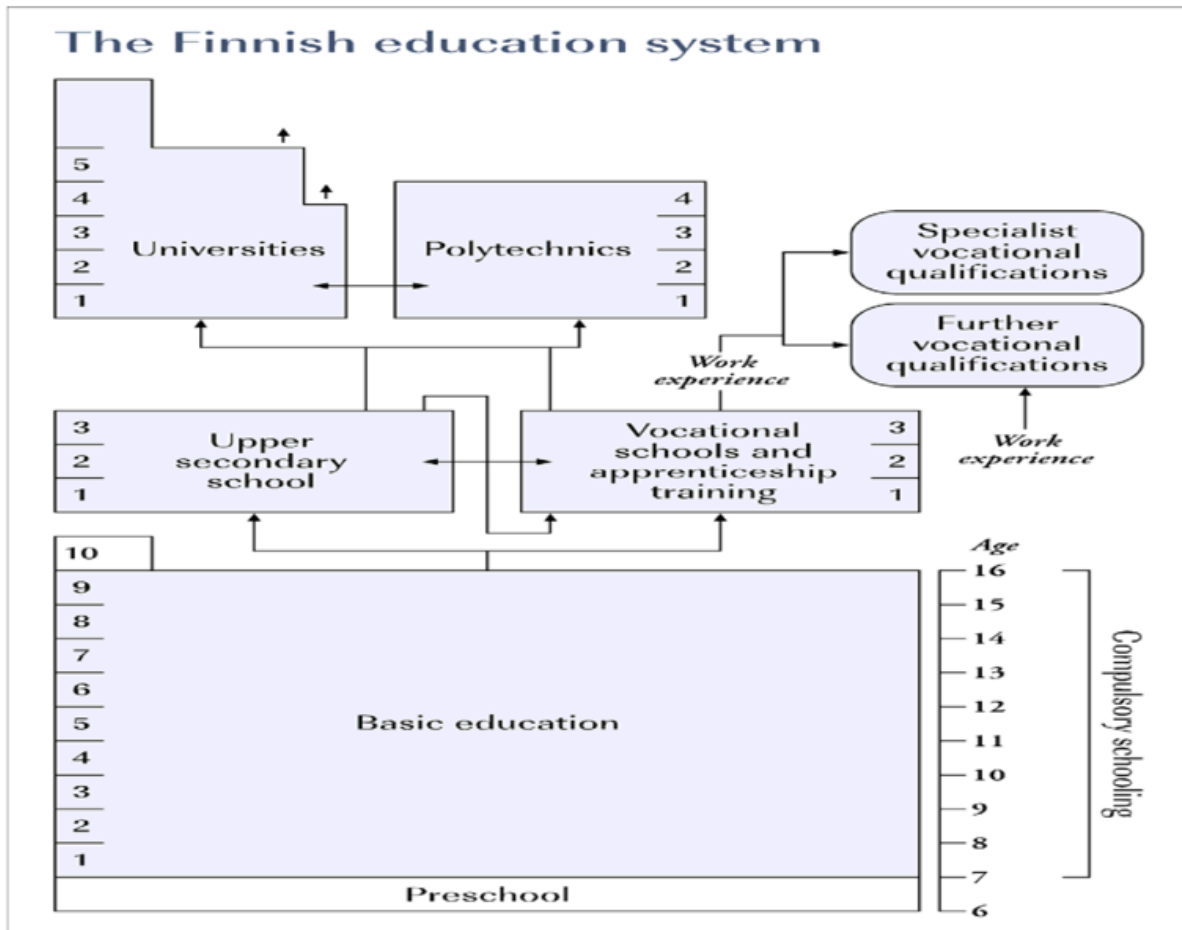 The Finnish education system
5
4
3
2
1
Universities
Polytechnics
4
3
2
1
Specialist
vocational
qualifications
Further
vocational
qualifications
Work
experience
Work
experience
3
2
1
Upper
secondary
school
Vocational
schools and
apprenticeship
training
3
2
1
10
9
8
7
6
5
4
3
2
1
Basic education
Preschool
Age
16
15
14
13
12
11
10
9
8
7
6
Compulsory schooling